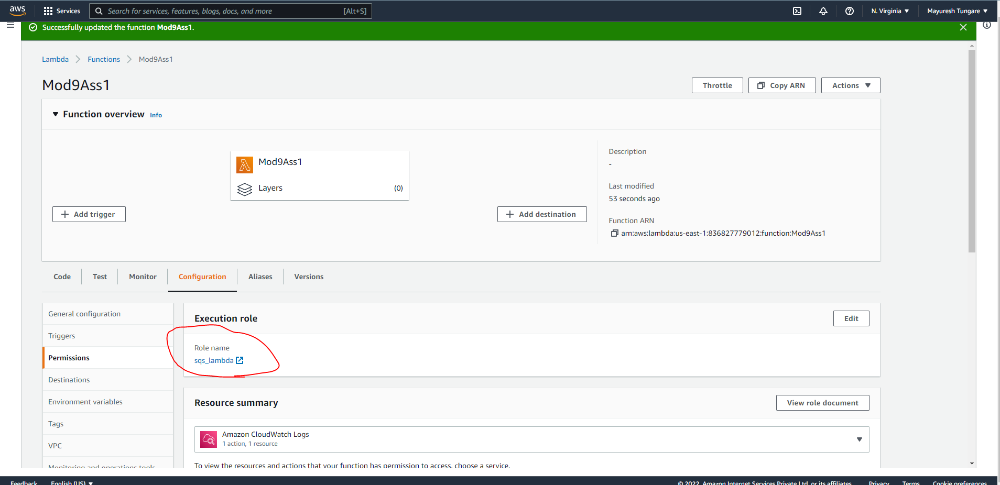 aws Services Search for services, features, blogs, docs, and more [Alt+S] N. Virginia Mayuresh Tungare
Successfully updated the function Mod9Ass1.
Lambda Functions Mod9Ass1
Mod9Ass1 Throttle Copy ARN Actions
Function overview Info
Mod9Ass1
Layers (0)
Add trigger
Add destination
Description
-
Last modified
53 seconds ago
Function ARN
arn:aws:lambda:us-east-1:836827779012:function:Mod9Ass1
Code Test Monitor Configuration Aliases Versions
General configuration
Triggers
Permissions
Destinations
Environment variables
Tags
VPC
Monitoring and operations tools
Execution role Edit
Role name
sqs_lambda
Resource summary View role document
Amazon CloudWatch Logs
1 action, 1 resource
To view the resources and actions that your function has permission to access, choose a service.
Feedback English (US) © 2022, Amazon Internet Services Private Ltd. or its affiliates. Privacy Terms Cookie preferences